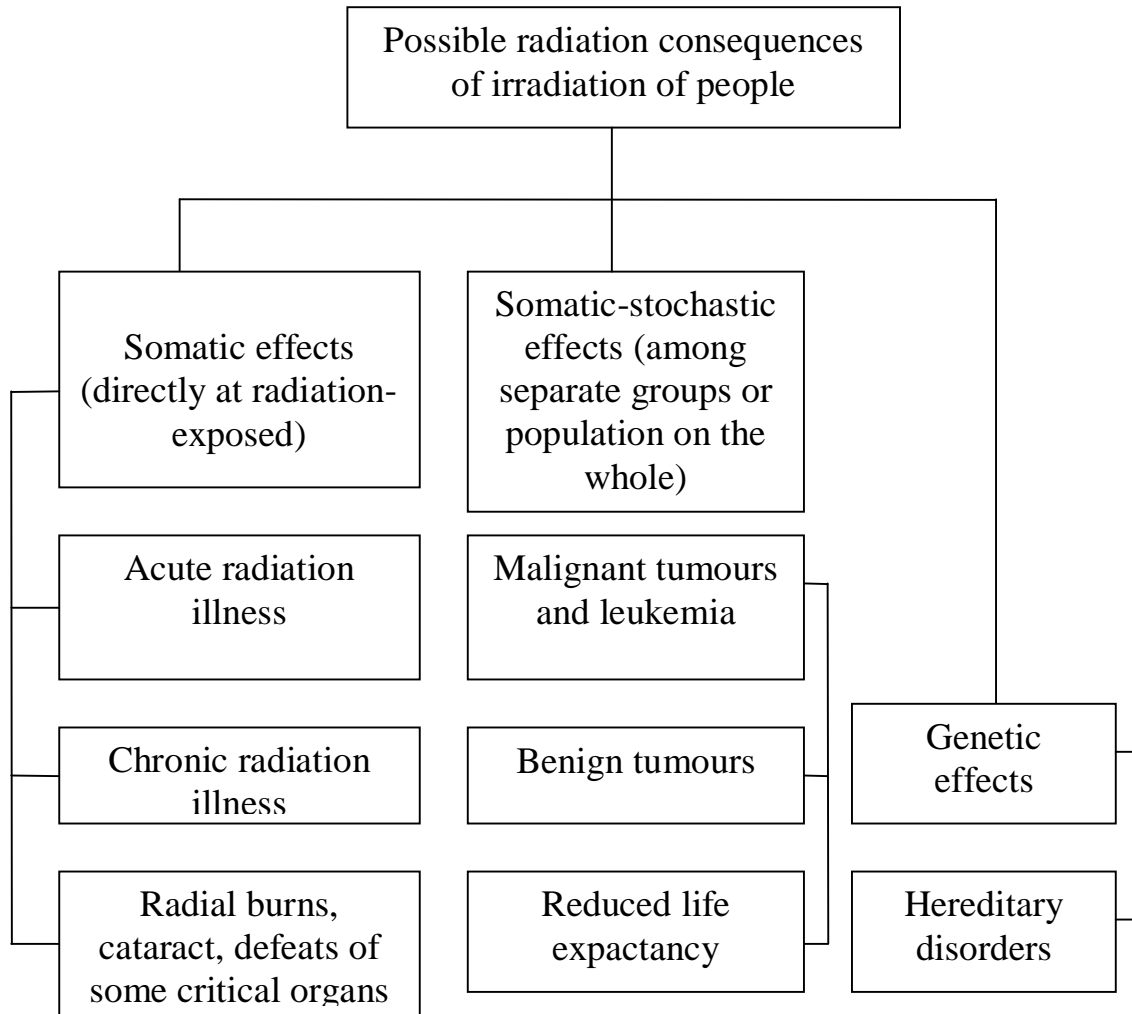 Possible radiation consequences
of irradiation of people
Somatic effects
(directly at radiation-
exposed)
Somatic-stochastic
effects (among
separate groups or
population on the
whole)
Acute radiation
illness
Malignant tumours
and leukemia
Chronic radiation
illness
Benign tumours
Genetic
effects
Radial burns,
cataract, defeats of
some critical organs
Reduced life
expactancy
Hereditary
disorders